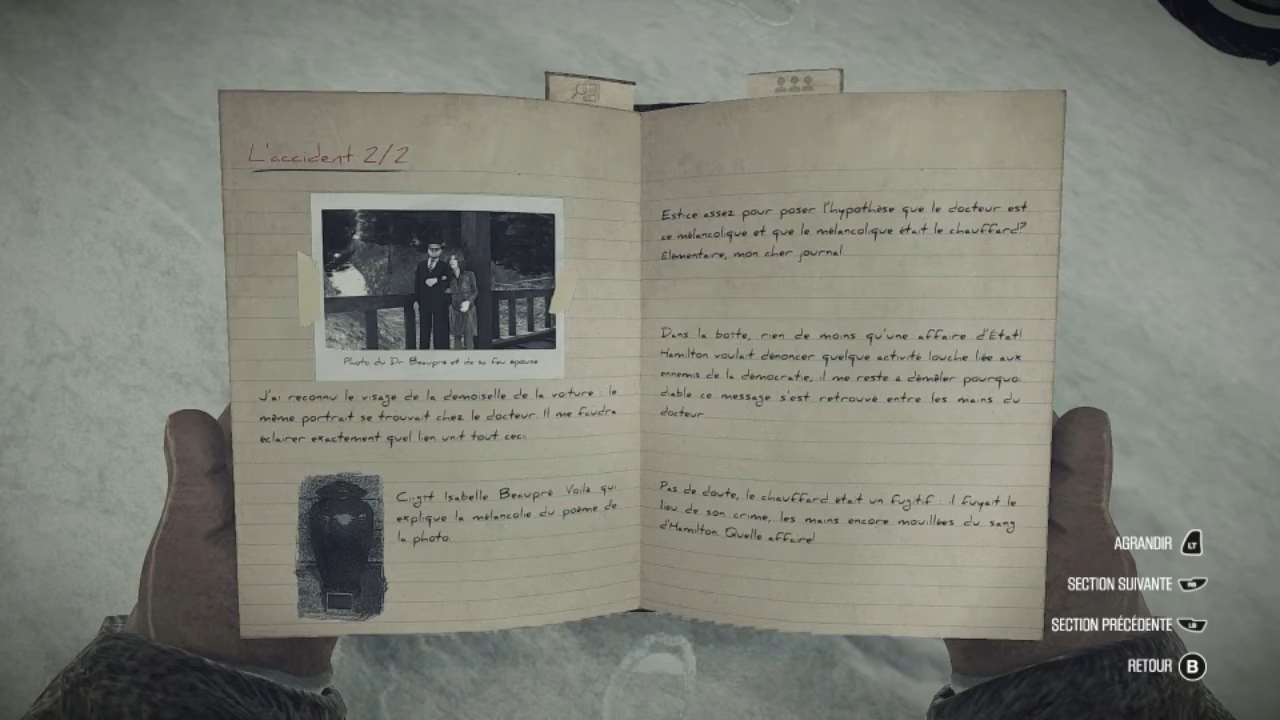 L'accident 2/2
Photo du Dr Beaupré et de sa feu épouse
J'ai reconnu le visage de la demoiselle de la voiture : le
même portrait se trouvait chez le docteur. Il me faudra
éclairer exactement quel lien unit tout ceci.
Ci-gît Isabelle Beaupré. Voilà qui
explique la mélancolie du poème de
la photo.
Est-ce assez pour poser l'hypothèse que le docteur est
ce mélancolique et que le mélancolique était le chauffard?
Élémentaire, mon cher journal!
Dans la boîte, rien de moins qu'une affaire d'État!
Hamilton voulait dénoncer quelque activité louche liée aux
ennemis de la démocratie, il me reste à démêler pourquoi
diable ce message s'est retrouvé entre les mains du
docteur.
Pas de doute, le chauffard était un fugitif : il fuyait le
lieu de son crime, les mains encore mouillées du sang
d'Hamilton. Quelle affaire!
AGRANDIR LT
SECTION SUIVANTE RB
SECTION PRÉCÉDENTE LB
RETOUR B